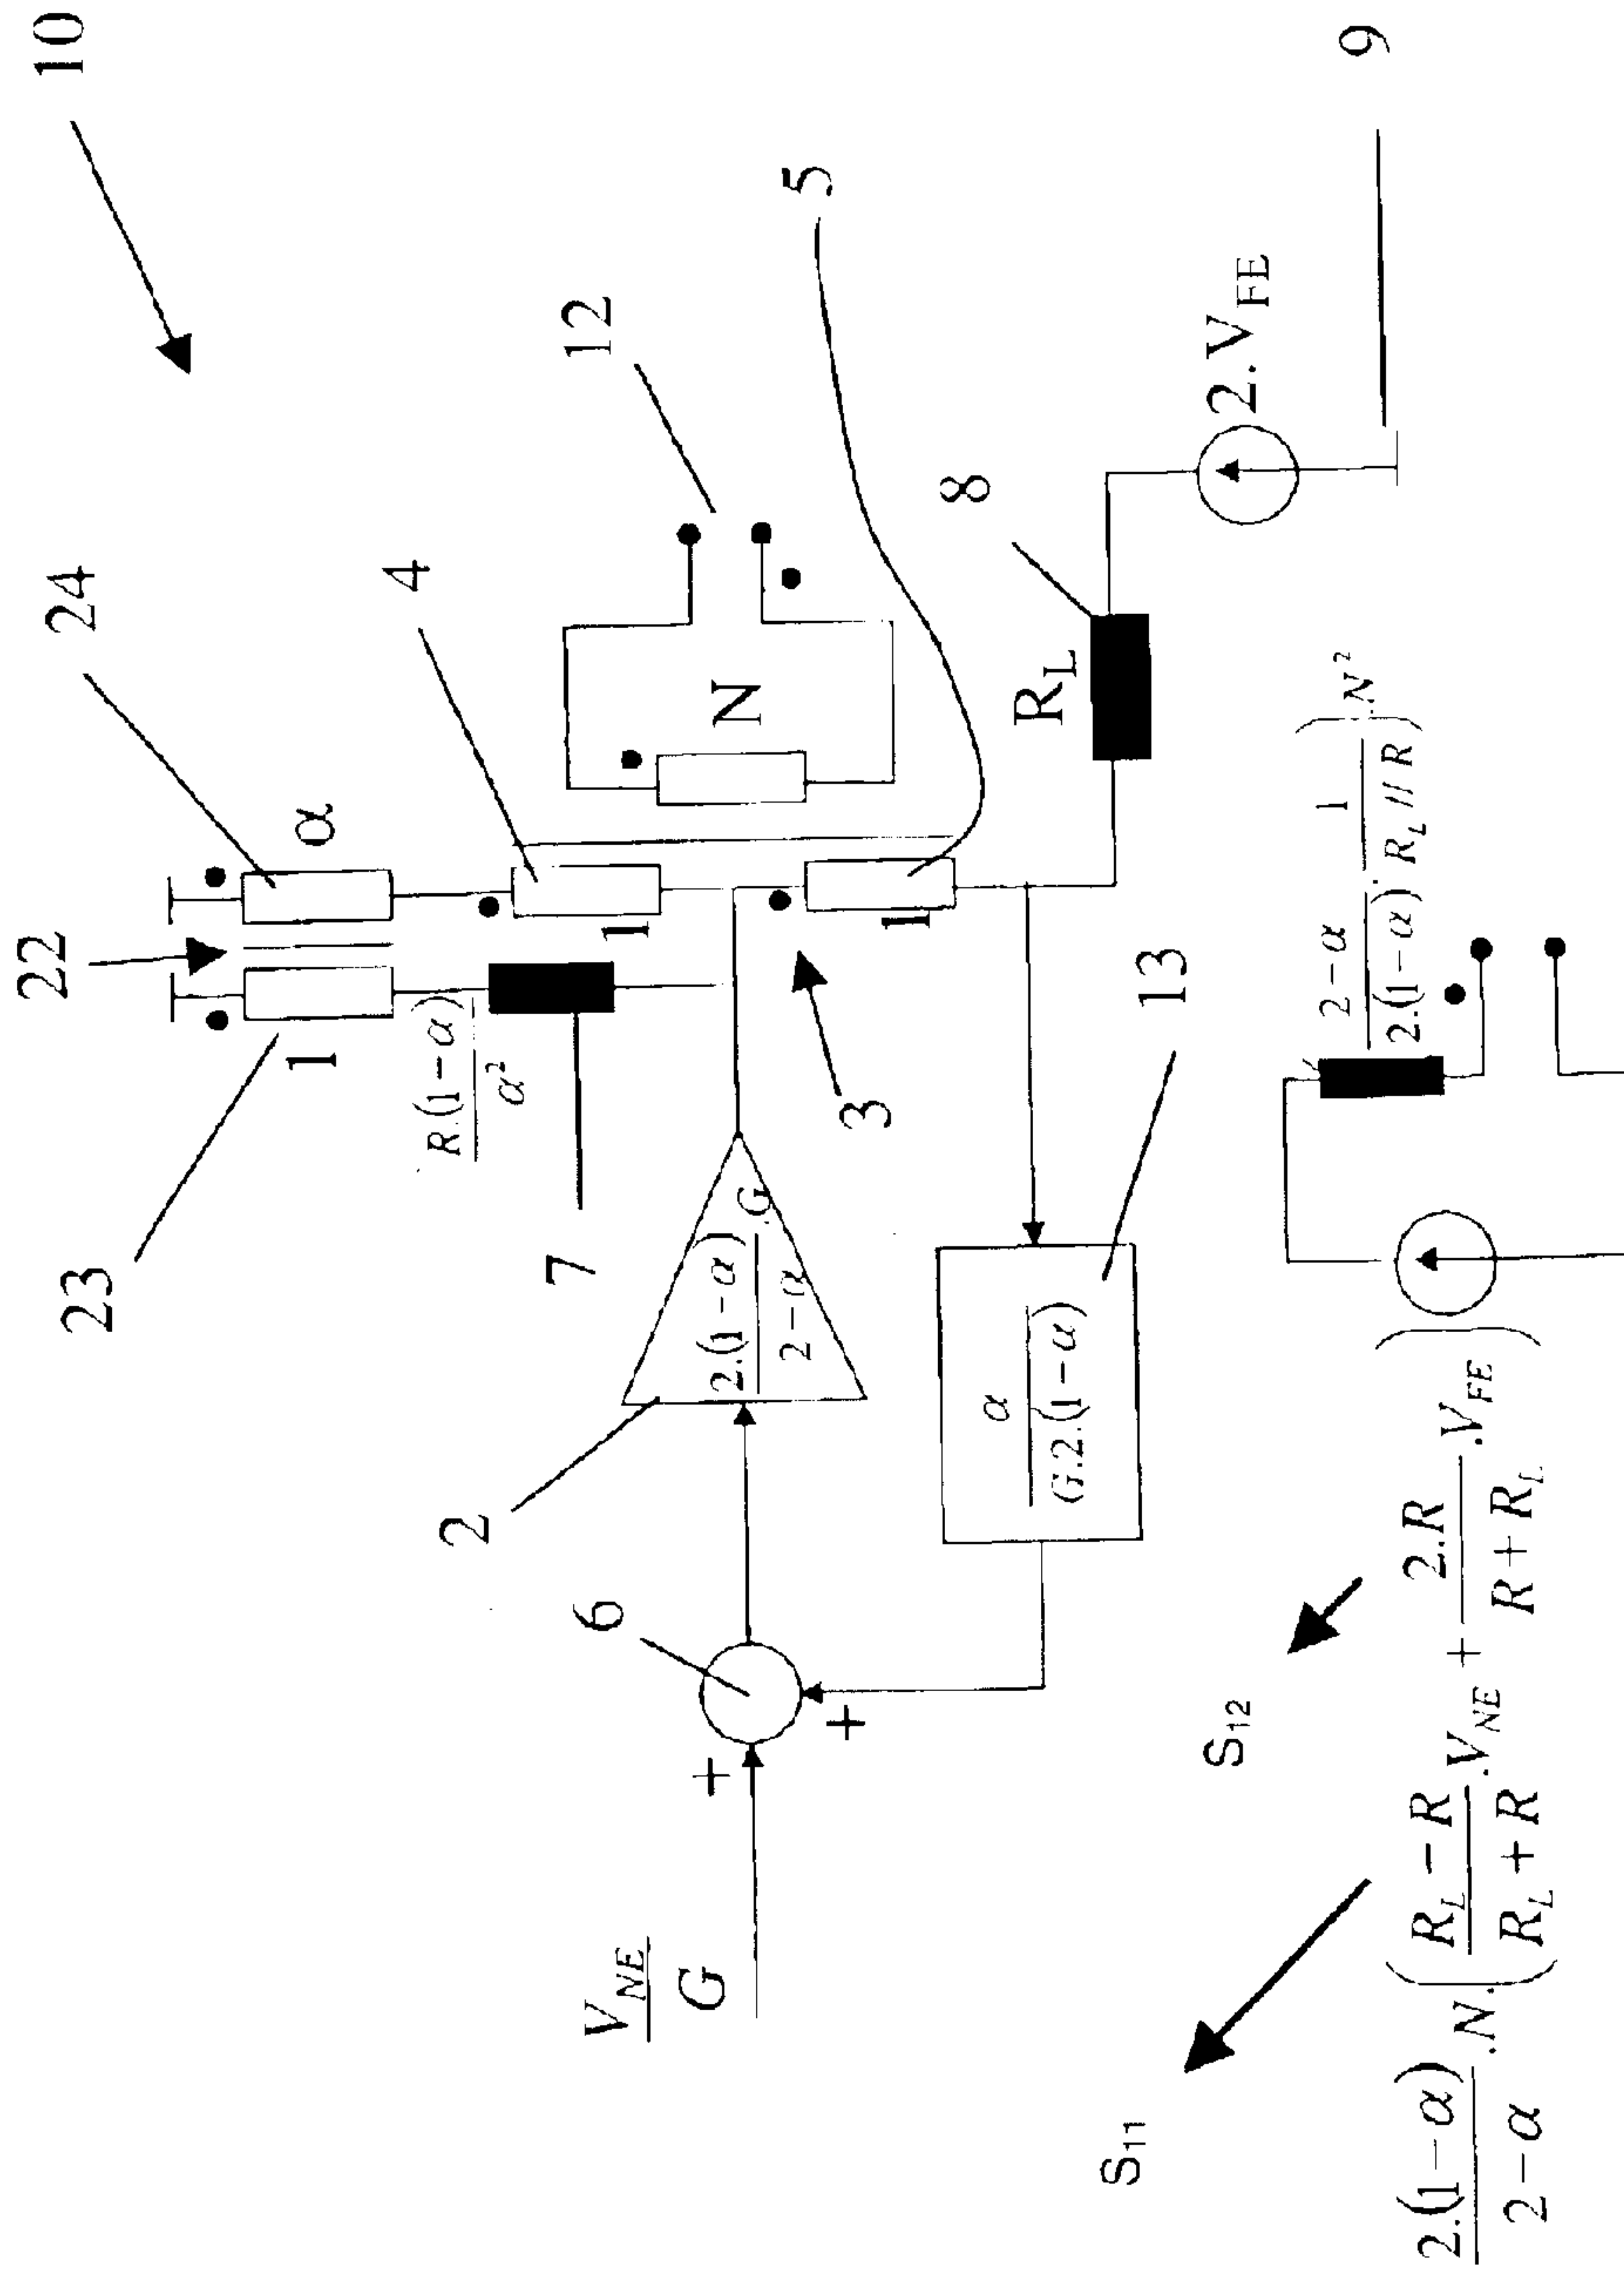 10
24
22
23
α
1
4
12
5
R.(1−α)
α²
7
1
N
1
3
2
2.(1−α)
2−α
.G
6
+
+
V_NE
G
13
α
G.2.(1−α)
8
R_L
2.V_FE
9
S₁₁
S₁₂
2.(1−α)/2−α .N.(R_L−R/R_L+R .V_NE + 2.R/R+R_L .V_FE)
2−α/2.(1−α) . 1/R_L//R ).N²